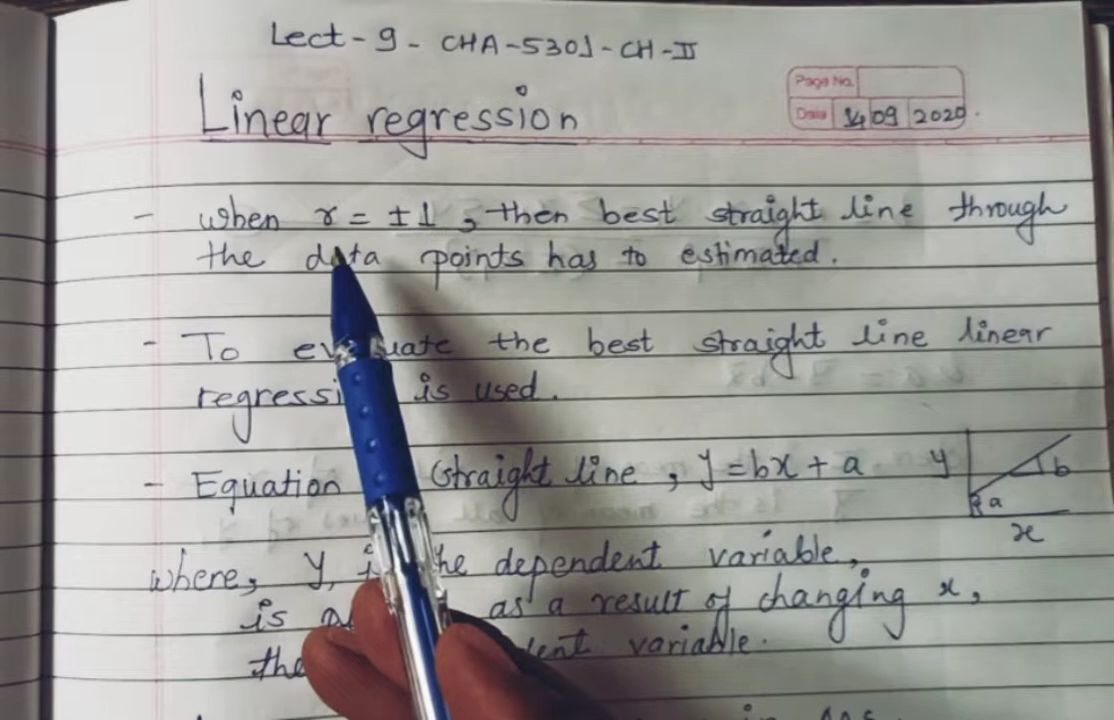 Lect-9- CHA-5301-CH-II
Page No.
Linear regression
Date 14 09 2020.
- when r = ±1, then best straight line through
the data points has to estimated.
- To evaluate the best straight line linear
regression is used.
- Equation straight line, y = bx + a y b
a
x
where, y, is the dependent variable,
is as a result of changing x,
the variable.